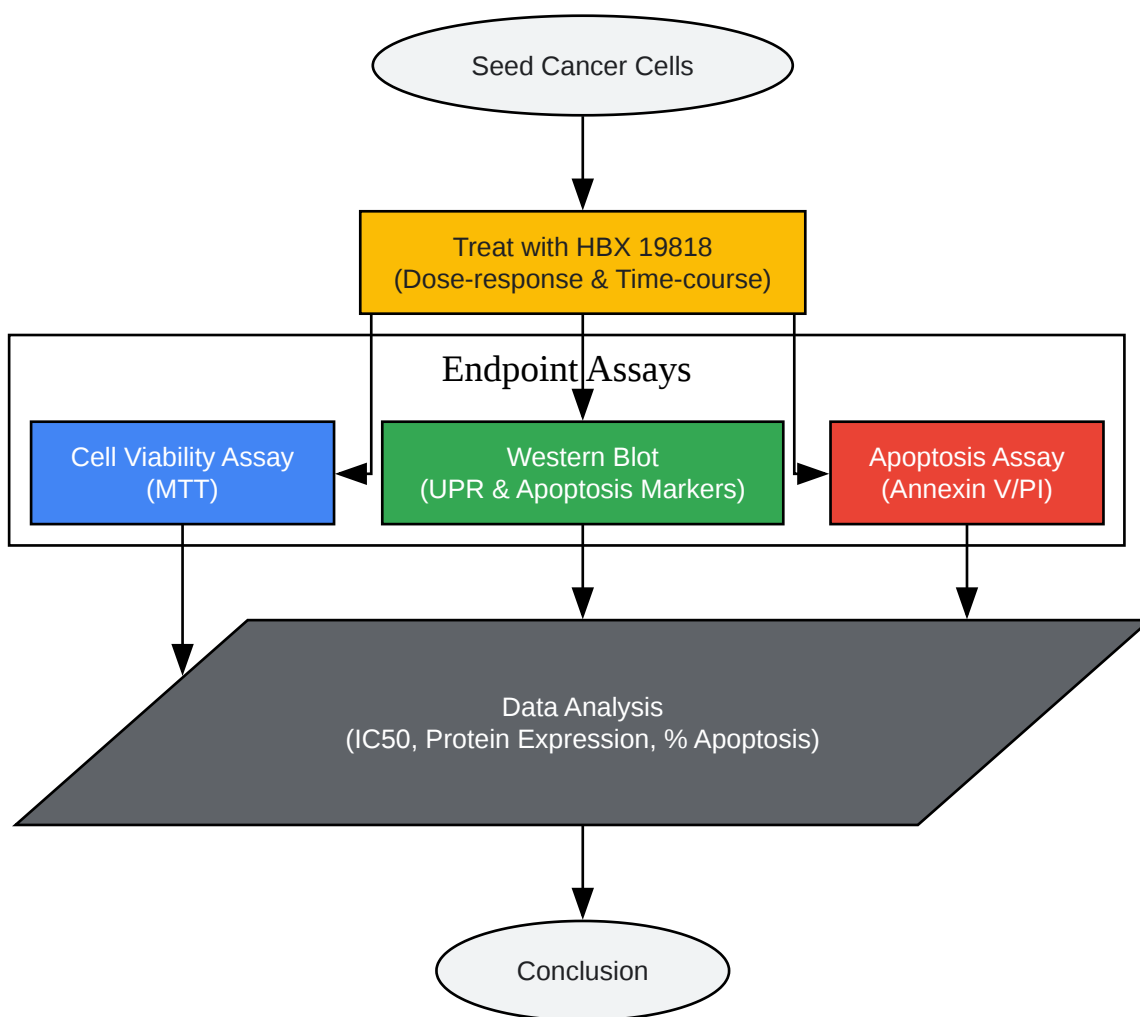 Seed Cancer Cells
Treat with HBX 19818
(Dose-response & Time-course)
Endpoint Assays
Cell Viability Assay
(MTT)
Western Blot
(UPR & Apoptosis Markers)
Apoptosis Assay
(Annexin V/PI)
Data Analysis
(IC50, Protein Expression, % Apoptosis)
Conclusion